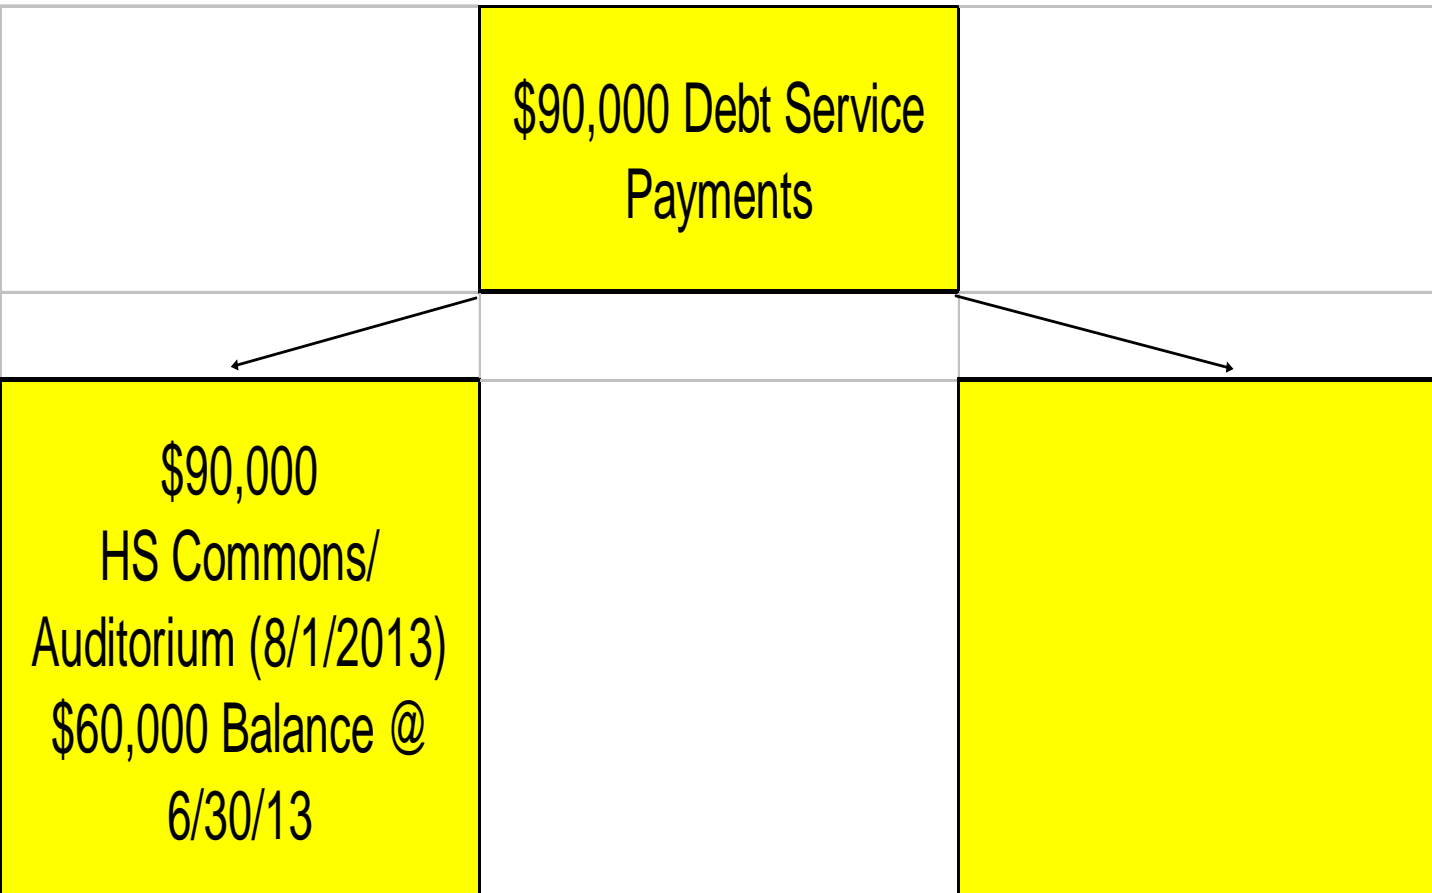 $90,000 Debt Service
Payments
$90,000
HS Commons/
Auditorium (8/1/2013)
$60,000 Balance @
6/30/13